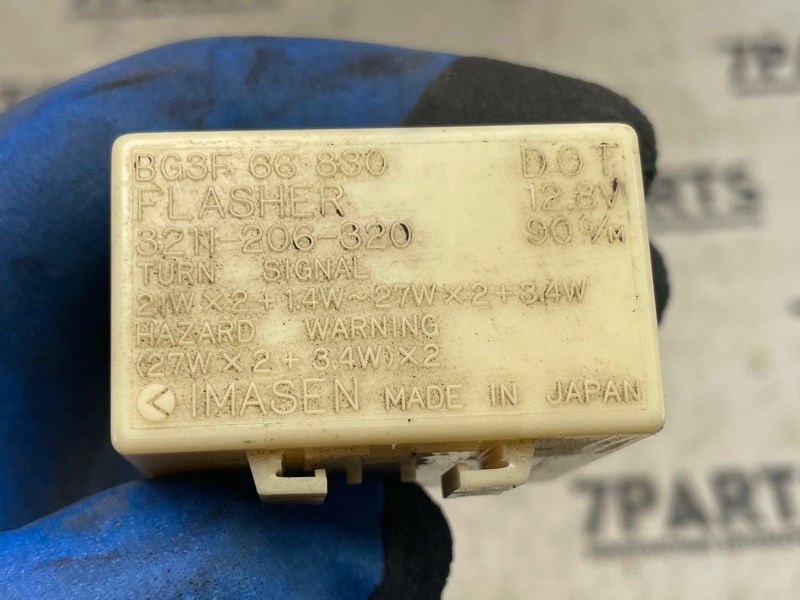 BG3F 66 830 D.O.T
FLASHER 12.8V
3211-206-320 90 c/M
TURN SIGNAL
21W × 2 + 1.4W ~ 27W × 2 + 3.4W
HAZARD WARNING
(27W × 2 + 3.4W) × 2
IMASEN MADE IN JAPAN
7PARTS